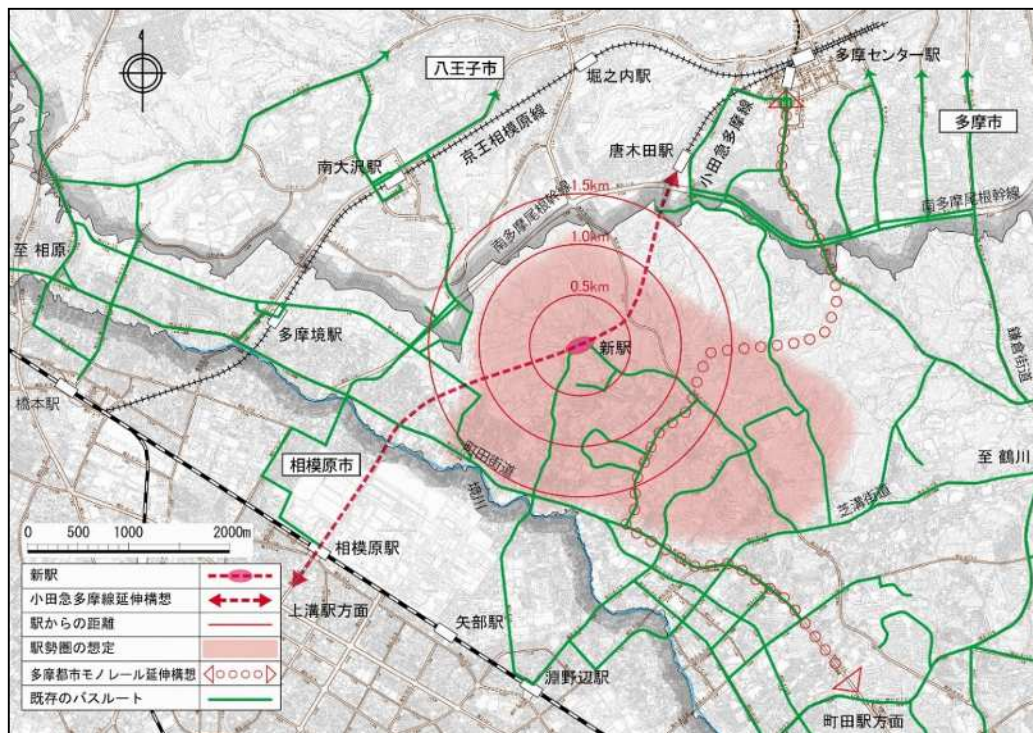 八王子市
堀之内駅
多摩センター駅
京王相模原線
小田急多摩線
多摩市
南大沢駅
唐木田駅
1.5km
南多摩尾根幹線
南多摩尾根幹線
至 相原
1.0km
0.5km
多摩境駅
新駅
鎌倉街道
橋本駅
相模原市
町田街道
境川
至 鶴川
芝溝街道
0 500 1000 2000m
相模原駅
新駅
小田急多摩線延伸構想
上溝駅方面
駅からの距離
矢部駅
駅勢圏の想定
多摩都市モノレール延伸構想
淵野辺駅
既存のバスルート
町田駅方面